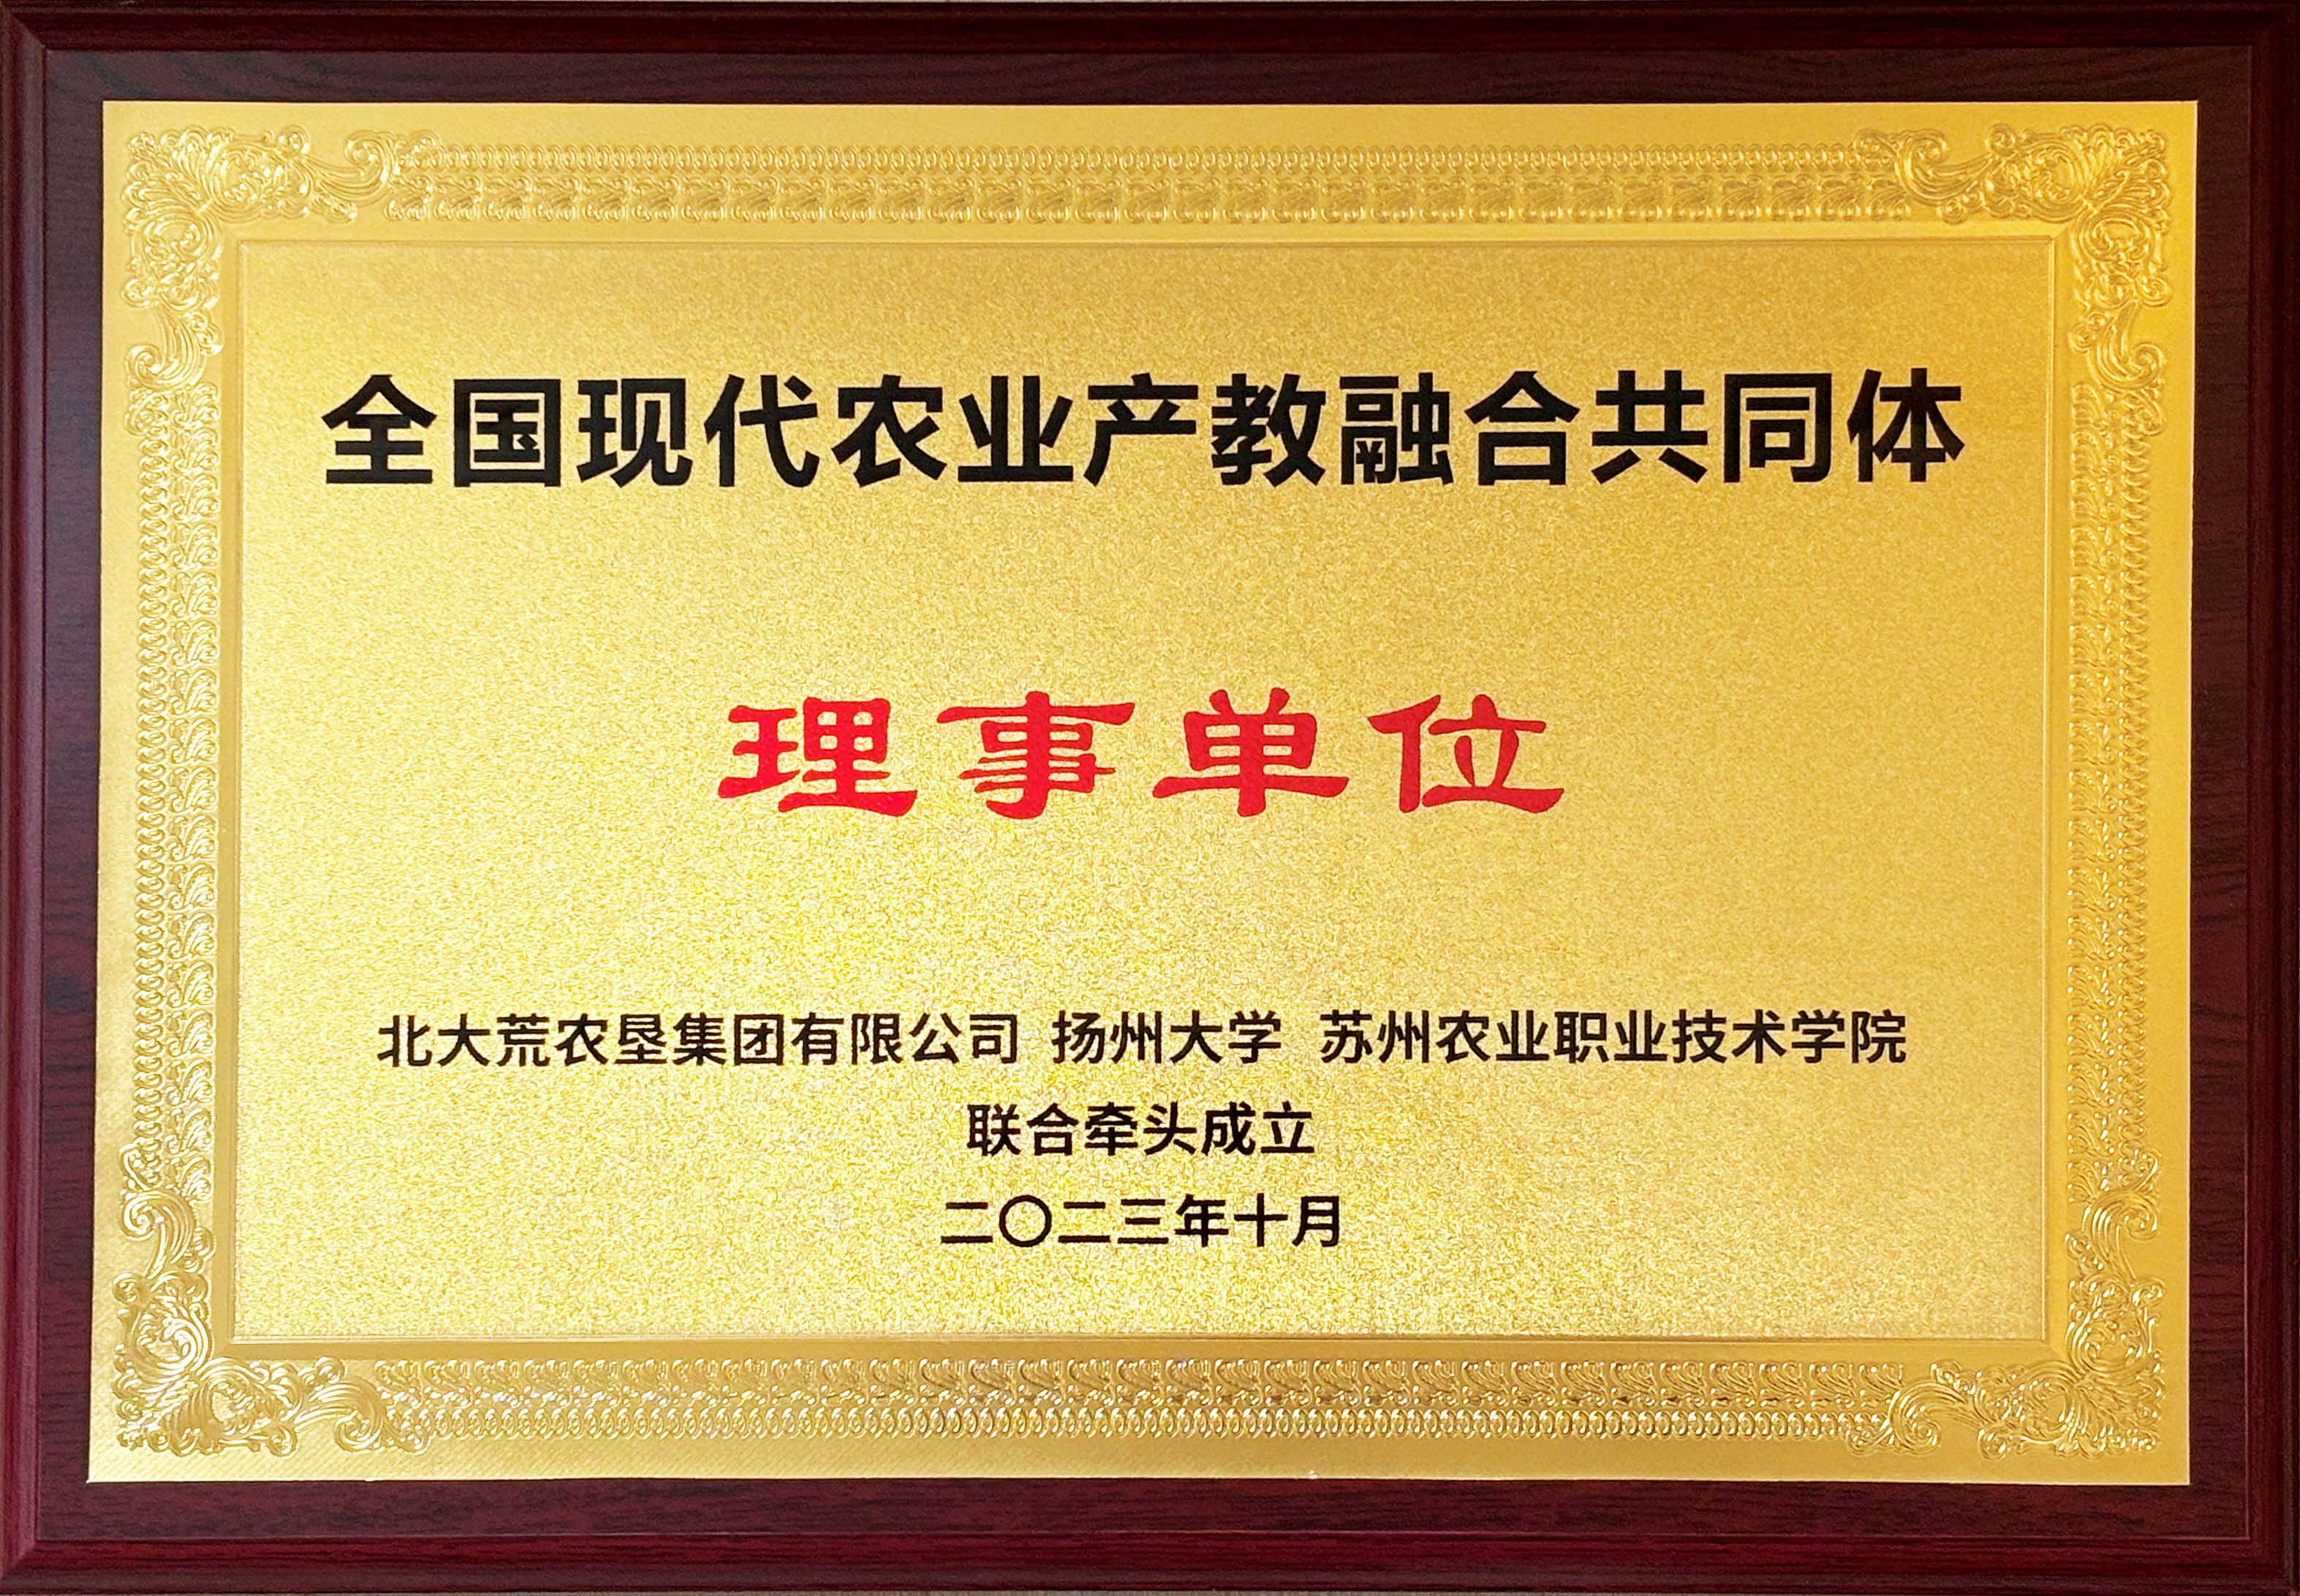 全国现代农业产教融合共同体
理事单位
北大荒农垦集团有限公司 扬州大学 苏州农业职业技术学院
联合牵头成立
二〇二三年十月